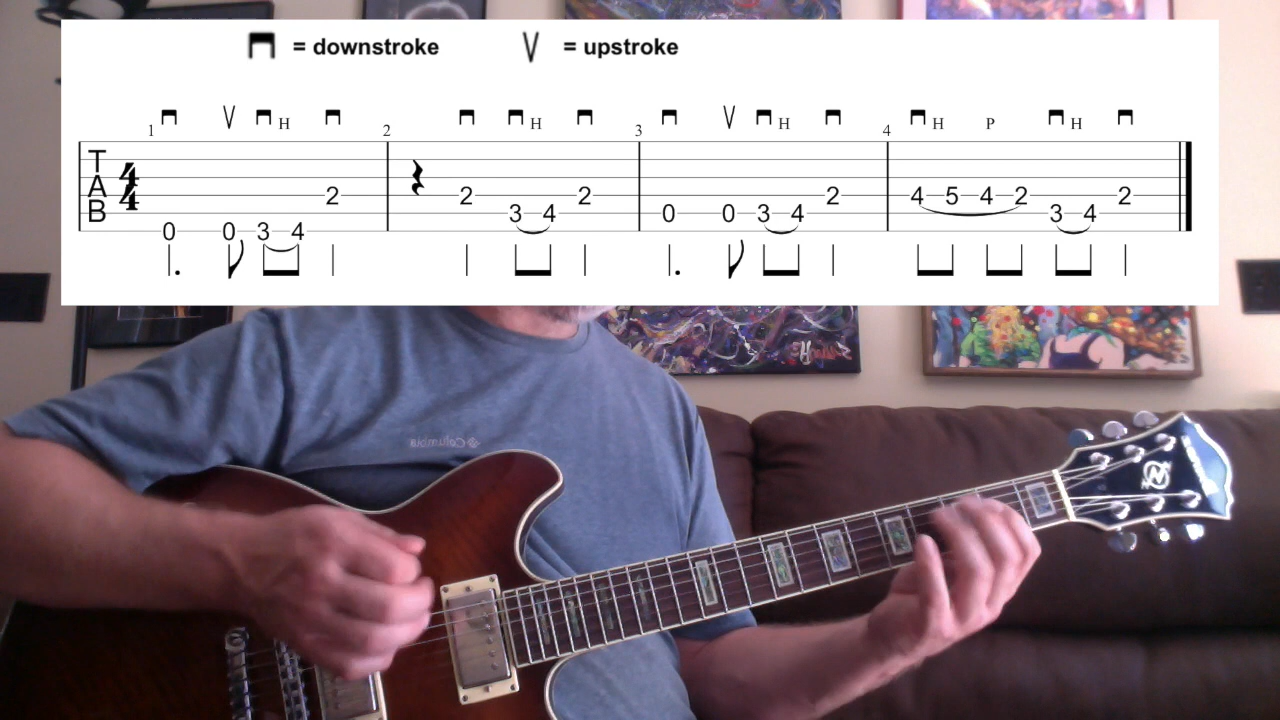 = downstroke = upstroke
1 H 2 H 3 H 4 H P H
T
A
B
4
4
2 2 2 2 4 5 4 2 2
3 4 0 0 3 4 3 4
0 0 3 4
Columbia